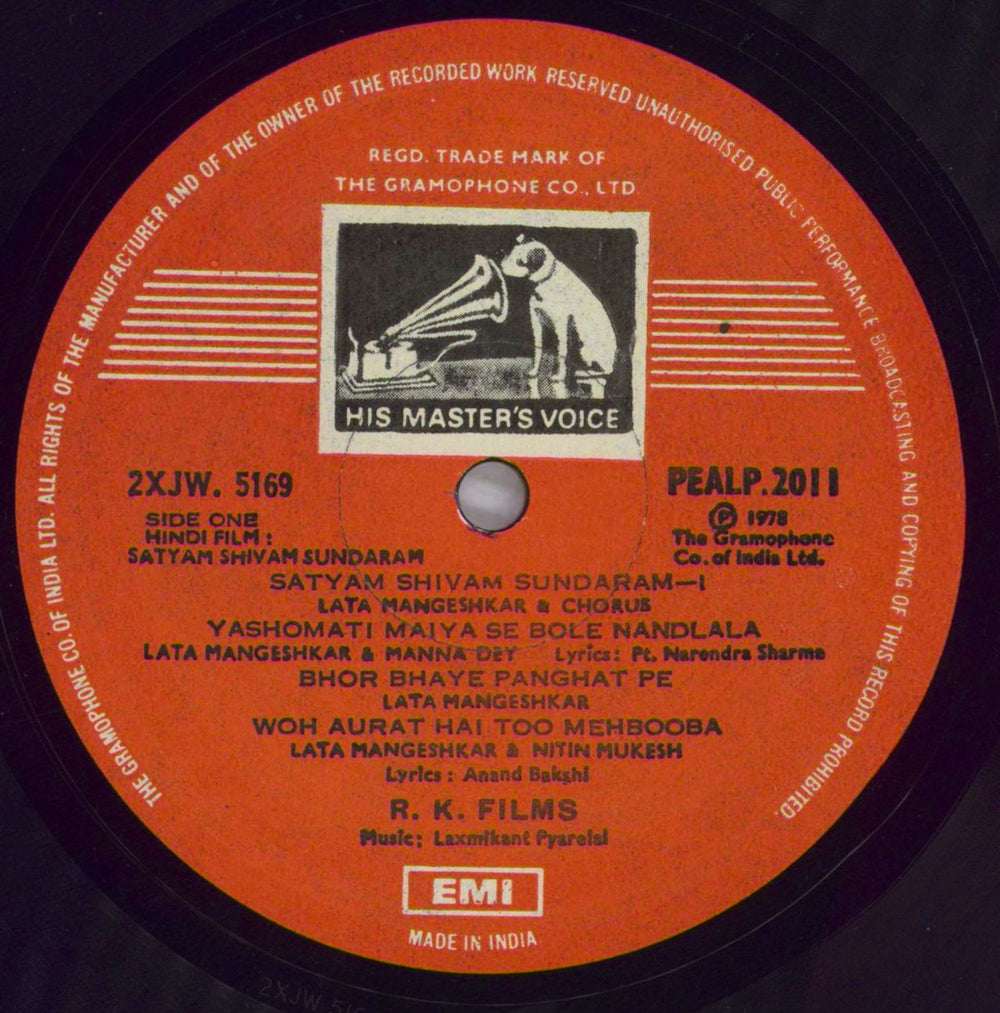 THE GRAMOPHONE CO. OF INDIA LTD. ALL RIGHTS OF THE MANUFACTURER AND OF THE OWNER OF THE RECORDED WORK RESERVED UNAUTHORISED PUBLIC PERFORMANCE BROADCASTING AND COPYING OF THIS RECORD PROHIBITED.
REGD. TRADE MARK OF
THE GRAMOPHONE CO., LTD
HIS MASTER'S VOICE
2XJW. 5169
PEALP.2011
SIDE ONE
Ⓟ 1978
HINDI FILM :
The Gramophone
SATYAM SHIVAM SUNDARAM
Co. of India Ltd.
SATYAM SHIVAM SUNDARAM—I
LATA MANGESHKAR & CHORUS
YASHOMATI MAIYA SE BOLE NANDLALA
LATA MANGESHKAR & MANNA DEY Lyrics: Pt. Narendra Sharma
BHOR BHAYE PANGHAT PE
LATA MANGESHKAR
WOH AURAT HAI TOO MEHBOOBA
LATA MANGESHKAR & NITIN MUKESH
Lyrics : Anand Bakshi
R. K. FILMS
Music: Laxmikant Pyarelal
EMI
MADE IN INDIA
2XJW